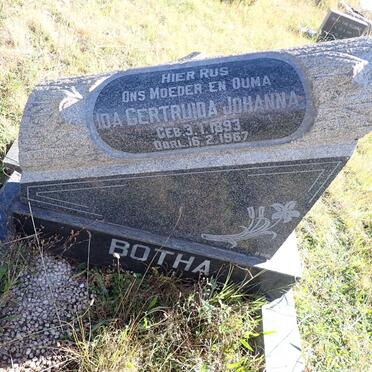 HIER RUS
ONS MOEDER EN OUMA
IDA GERTRUIDA JOHANNA
GEB. 3.1.1893
OORL. 16.2.1967
BOTHA